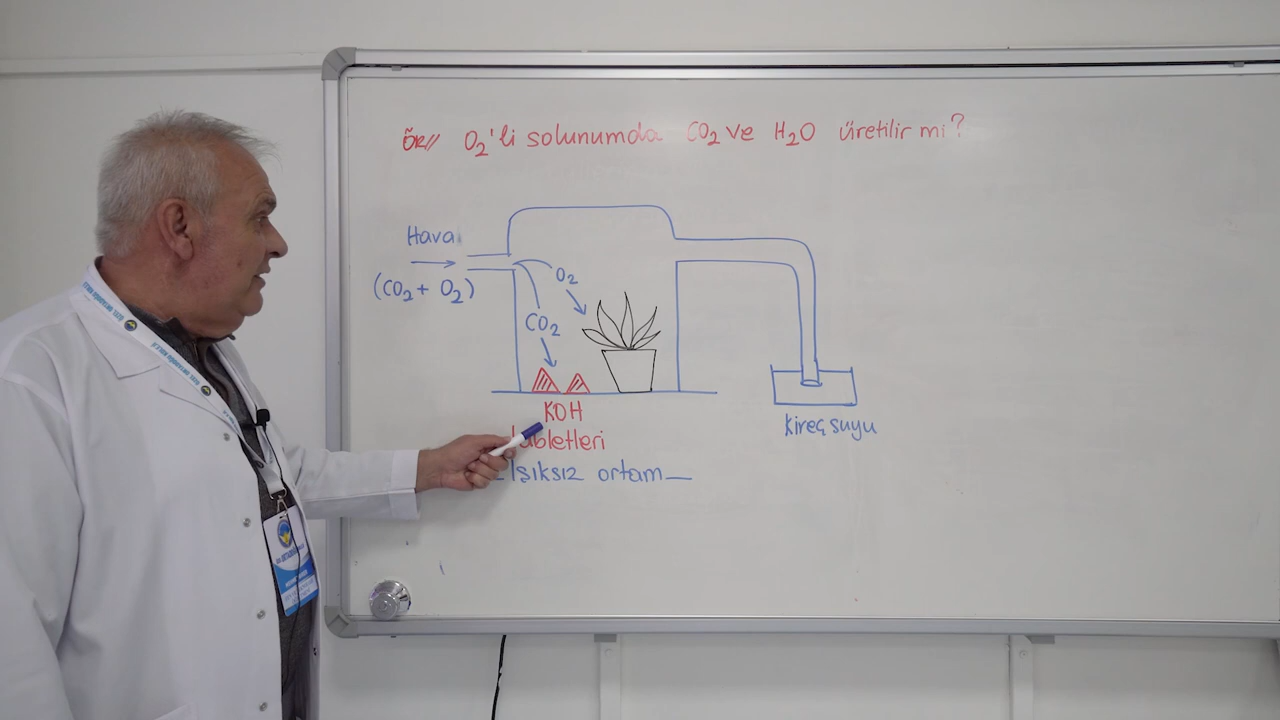 ÖR// O₂'li solunumda CO₂ ve H₂O üretilir mi?
Hava
(CO₂ + O₂)
O₂
CO₂
KOH
tabletleri
Işıksız ortam
Kireç suyu